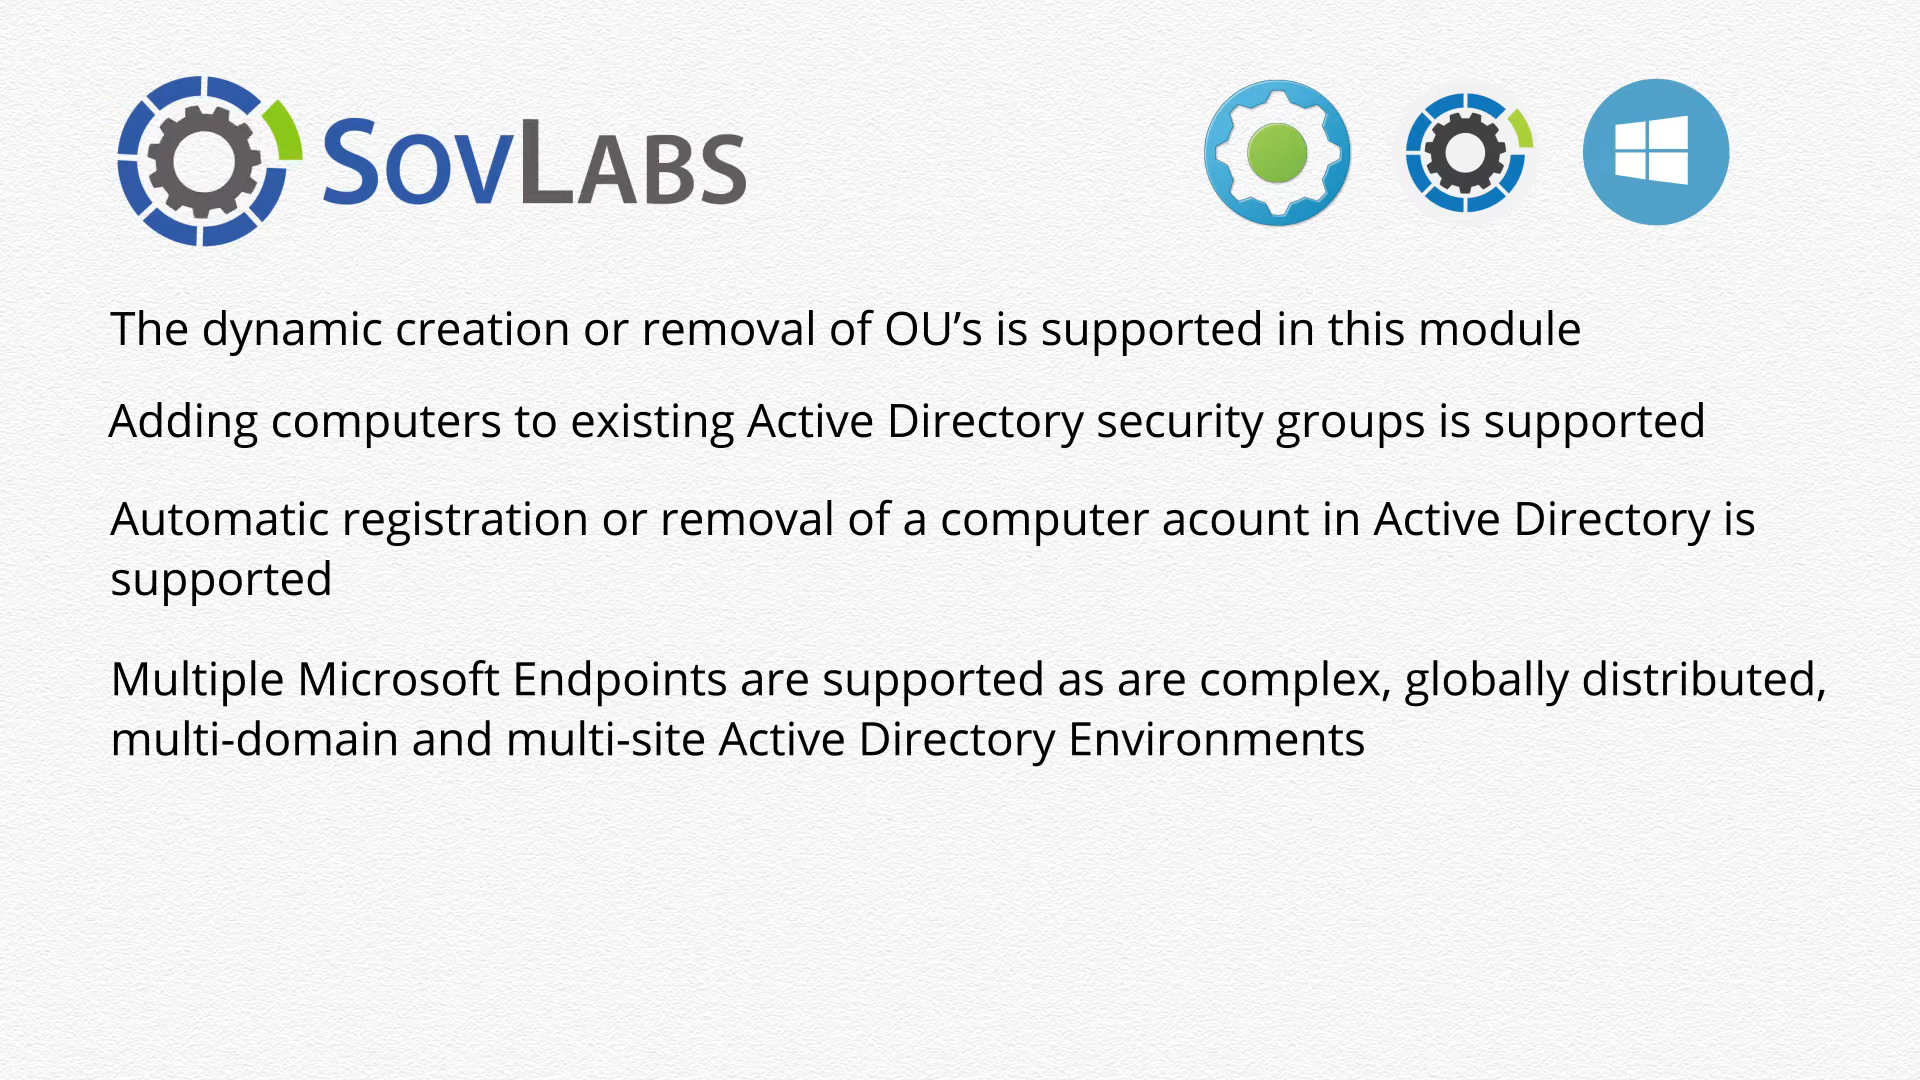 SOVLABS
The dynamic creation or removal of OU’s is supported in this module
Adding computers to existing Active Directory security groups is supported
Automatic registration or removal of a computer acount in Active Directory is
supported
Multiple Microsoft Endpoints are supported as are complex, globally distributed,
multi-domain and multi-site Active Directory Environments